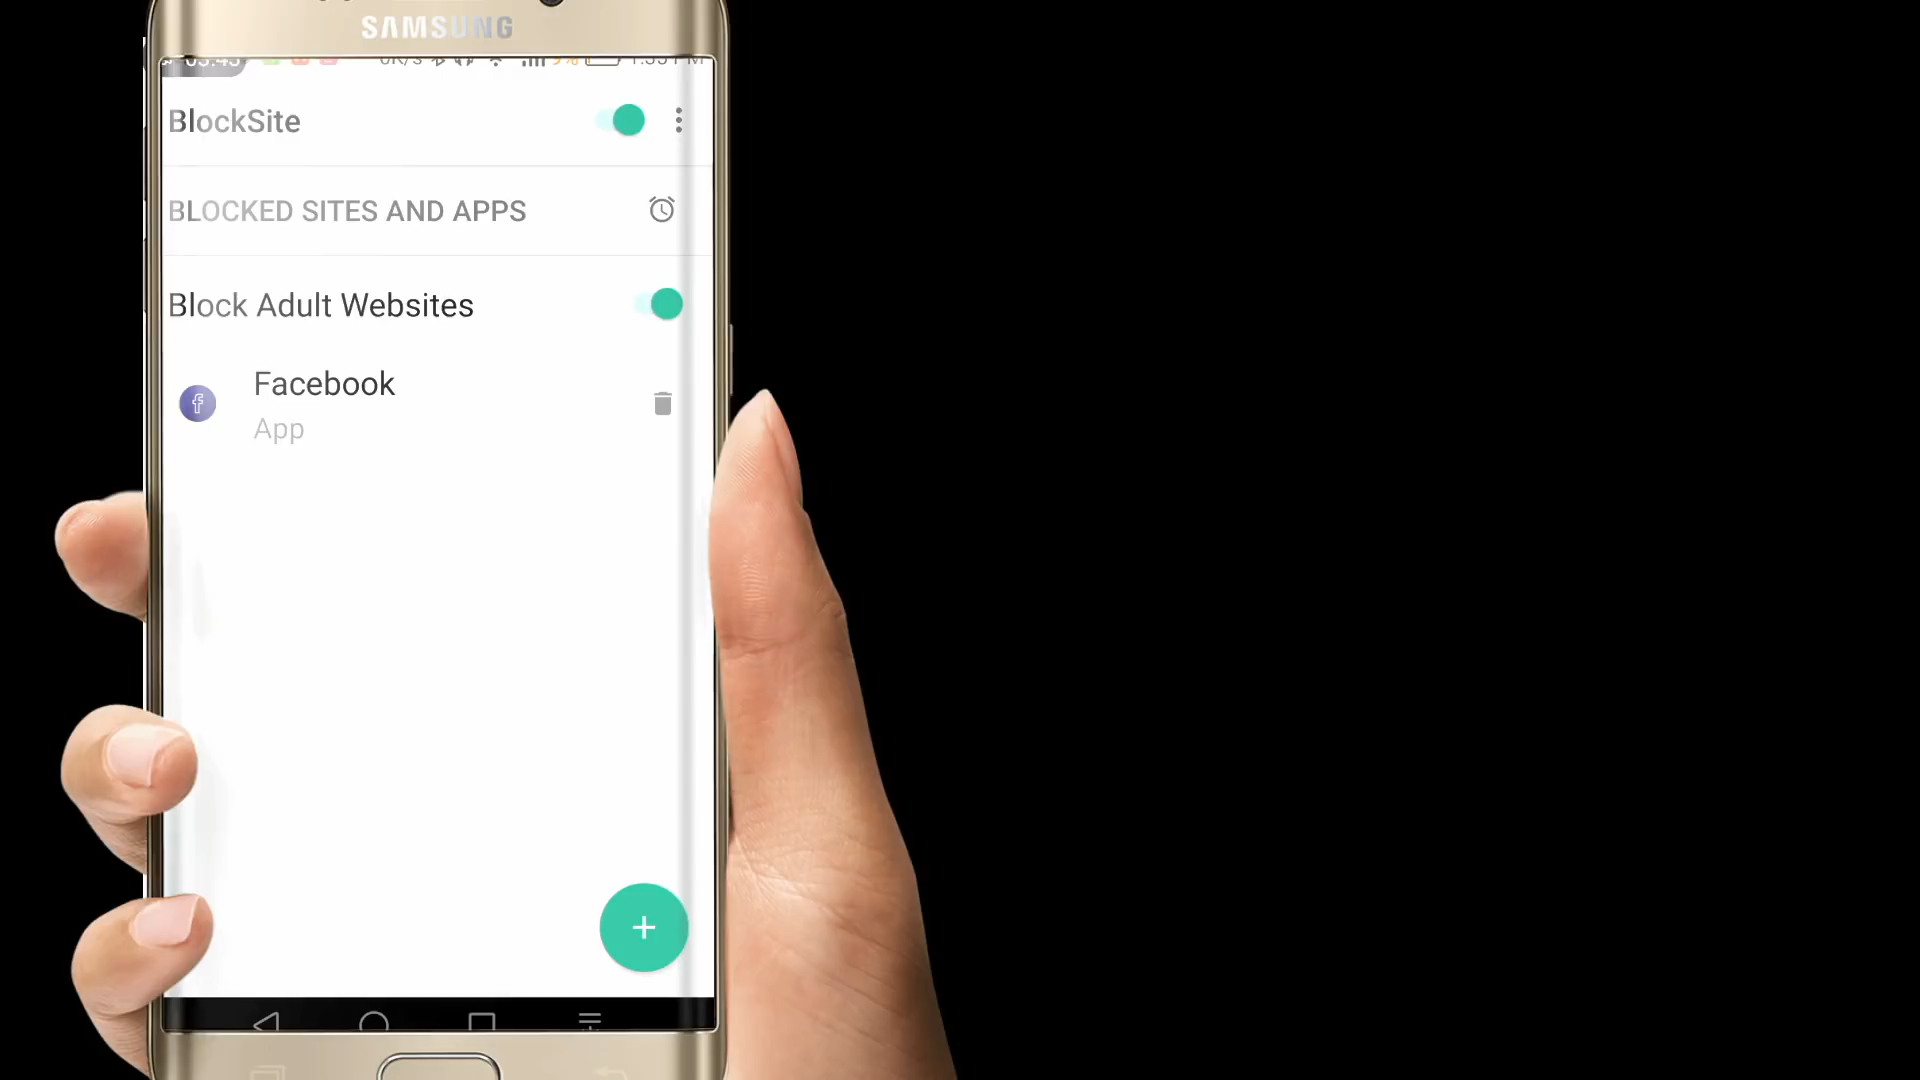 SAMSUNG
BlockSite
BLOCKED SITES AND APPS
Block Adult Websites
Facebook
App